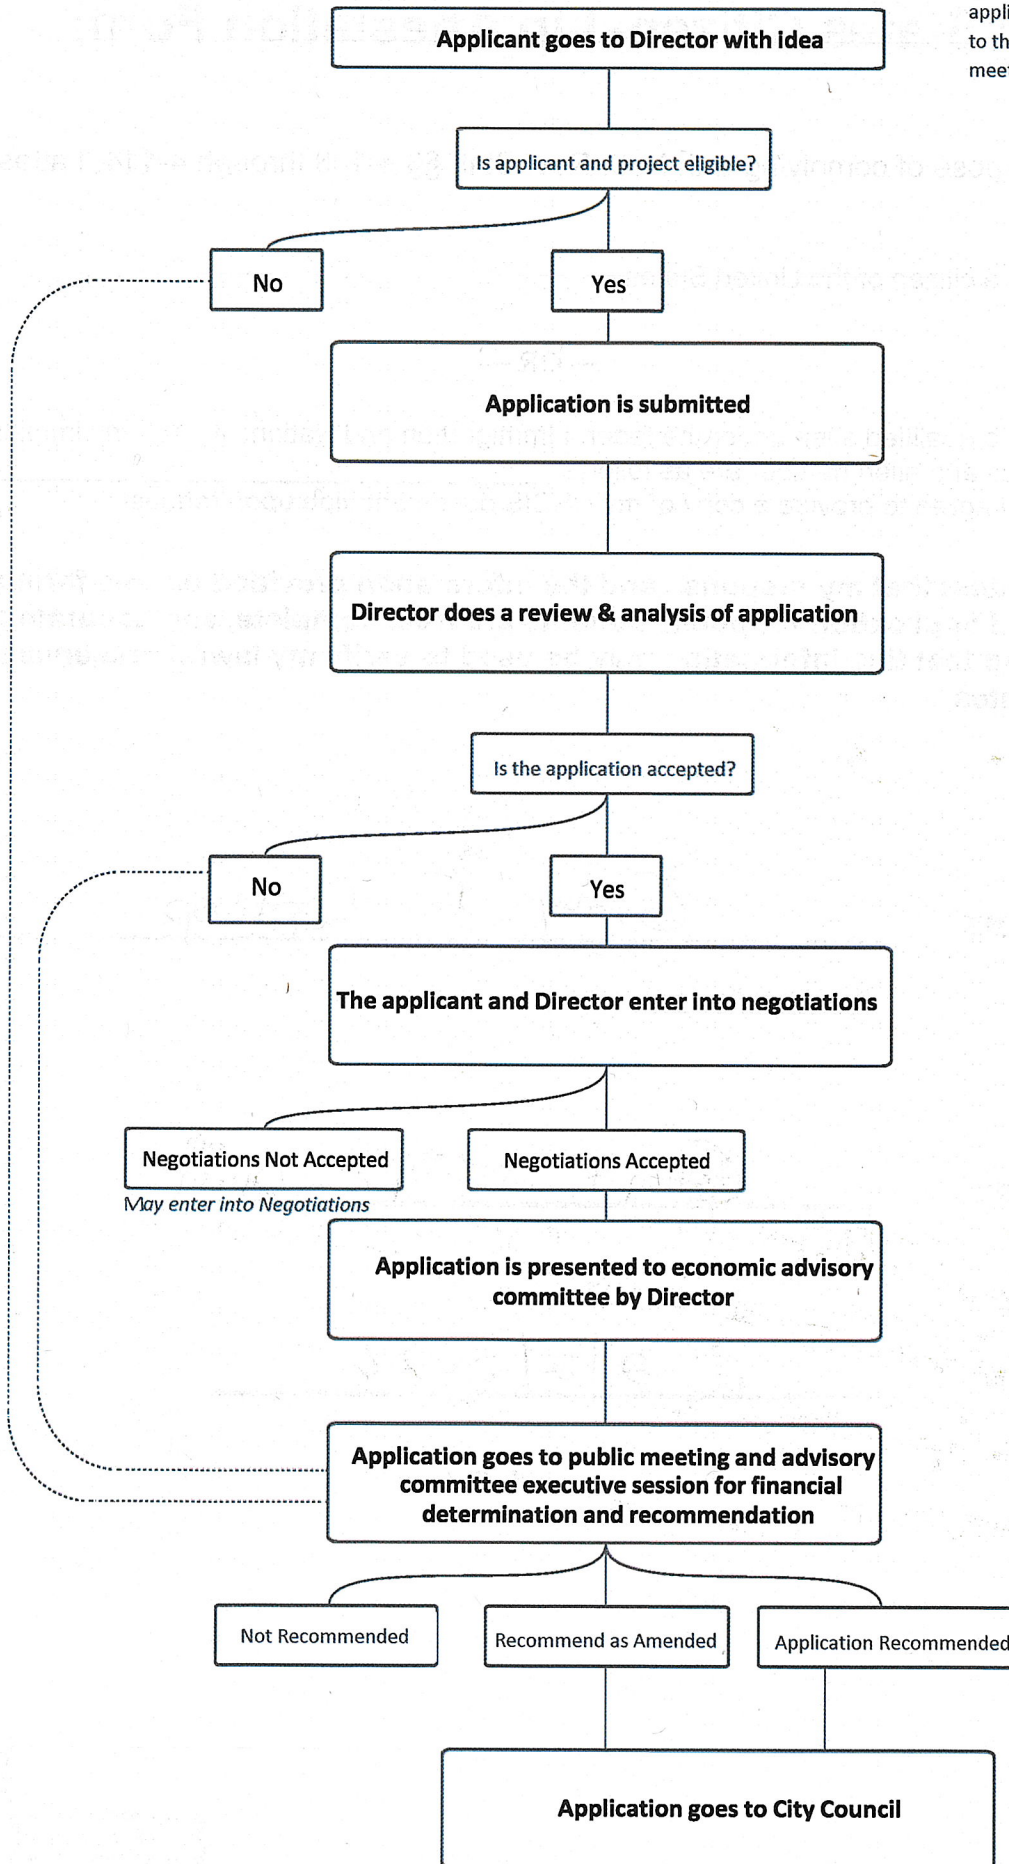 Applicant goes to Director with idea
appli
to th
meet
Is applicant and project eligible?
No
Yes
Application is submitted
Director does a review & analysis of application
Is the application accepted?
No
Yes
The applicant and Director enter into negotiations
Negotiations Not Accepted
Negotiations Accepted
May enter into Negotiations
Application is presented to economic advisory
committee by Director
Application goes to public meeting and advisory
committee executive session for financial
determination and recommendation
Not Recommended
Recommend as Amended
Application Recommended
Application goes to City Council